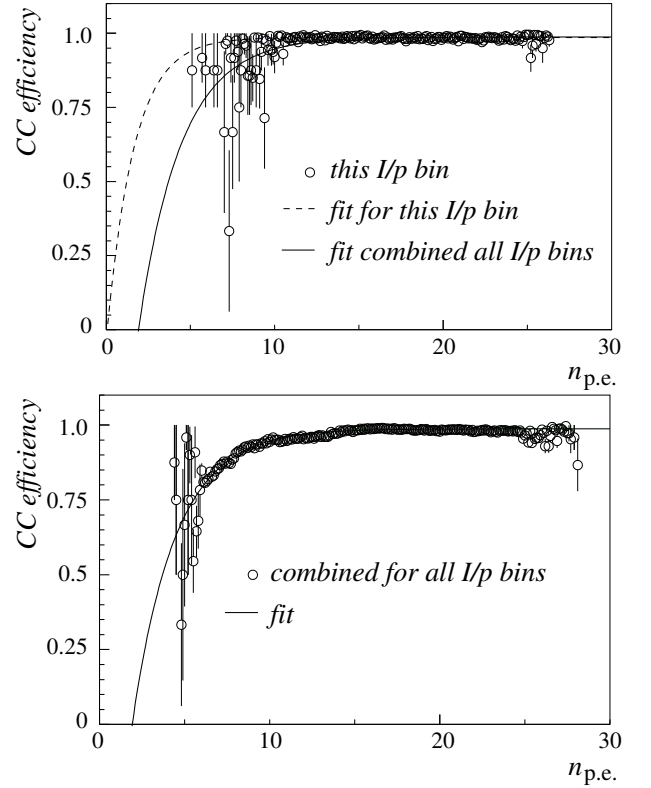 CC efficiency
1.0
0.75
0.5
0.25
0
this I/p bin
fit for this I/p bin
fit combined all I/p bins
0 10 20 30
n p.e.
CC efficiency
1.0
0.75
0.5
0.25
0
combined for all I/p bins
fit
0 10 20 30
n p.e.